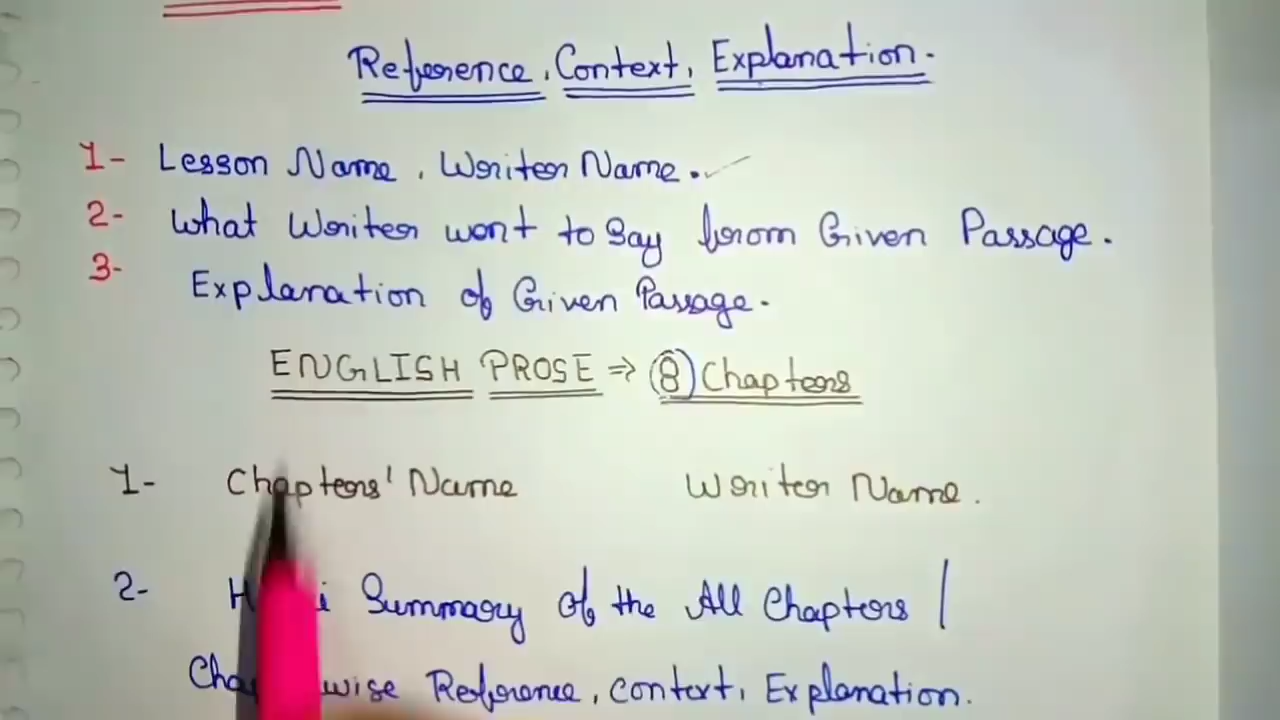 Reference, Context, Explanation.
1- Lesson Name, Writer Name.
2- What Writer want to Say from Given Passage.
3- Explanation of Given Passage.
ENGLISH PROSE ⇒ 8 Chapters
1- Chapters' Name Writer Name.
2- Summary Of the All Chapters /
wise Reference, context, Explanation.